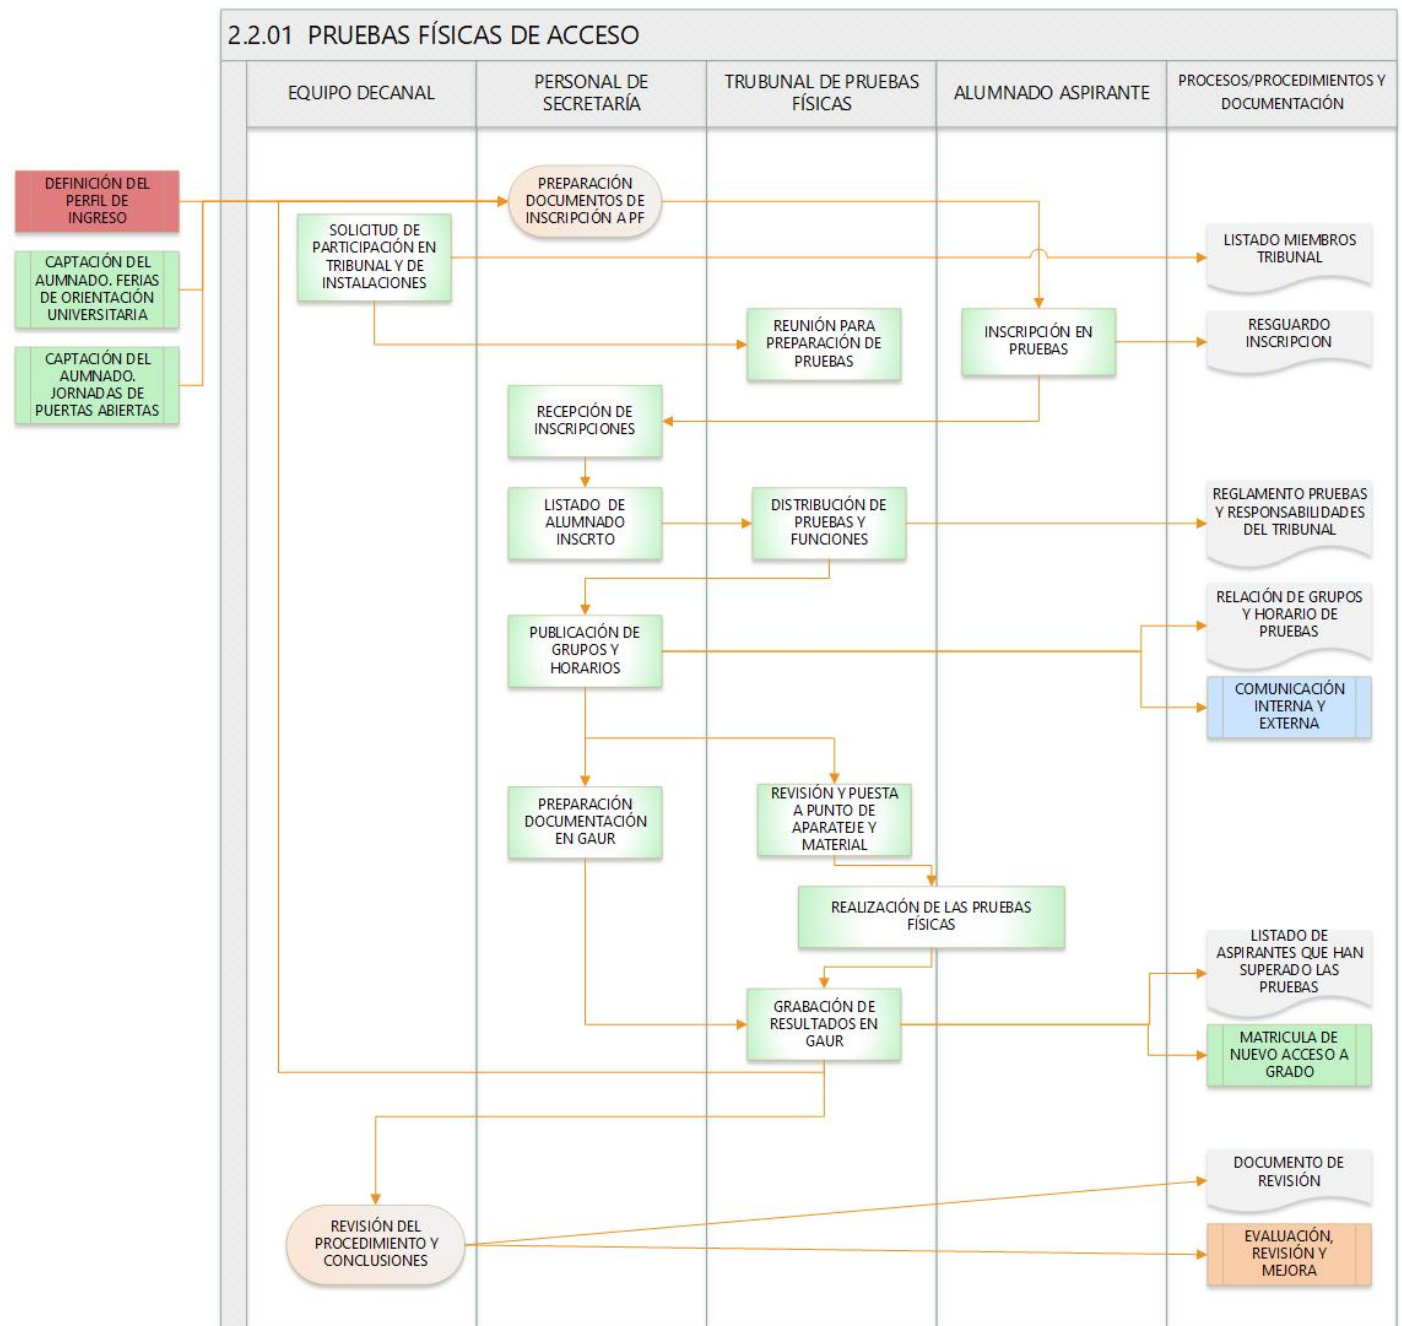 2.2.01 PRUEBAS FÍSICAS DE ACCESO
EQUIPO DECANAL
PERSONAL DE
SECRETARÍA
TRUBUNAL DE PRUEBAS
FÍSICAS
ALUMNADO ASPIRANTE
PROCESOS/PROCEDIMIENTOS Y
DOCUMENTACIÓN
DEFINICIÓN DEL
PERFIL DE
INGRESO
CAPTACIÓN DEL
AUMNADO. FERIAS
DE ORIENTACIÓN
UNIVERSITARIA
CAPTACIÓN DEL
AUMNADO.
JORNADAS DE
PUERTAS ABIERTAS
PREPARACIÓN
DOCUMENTOS DE
INSCRIPCIÓN A PF
SOLICITUD DE
PARTICIPACIÓN EN
TRIBUNAL Y DE
INSTALACIONES
LISTADO MIEMBROS
TRIBUNAL
REUNIÓN PARA
PREPARACIÓN DE
PRUEBAS
INSCRIPCIÓN EN
PRUEBAS
RESGUARDO
INSCRIPCION
RECEPCIÓN DE
INSCRIPCIONES
LISTADO DE
ALUMNADO
INSCRTO
DISTRIBUCIÓN DE
PRUEBAS Y
FUNCIONES
REGLAMENTO PRUEBAS
Y RESPONSABILIDADES
DEL TRIBUNAL
PUBLICACIÓN DE
GRUPOS Y
HORARIOS
RELACIÓN DE GRUPOS
Y HORARIO DE
PRUEBAS
COMUNICACIÓN
INTERNA Y
EXTERNA
PREPARACIÓN
DOCUMENTACIÓN
EN GAUR
REVISIÓN Y PUESTA
A PUNTO DE
APARATEJE Y
MATERIAL
REALIZACIÓN DE LAS PRUEBAS
FÍSICAS
LISTADO DE
ASPIRANTES QUE HAN
SUPERADO LAS
PRUEBAS
GRABACIÓN DE
RESULTADOS EN
GAUR
MATRICULA DE
NUEVO ACCESO A
GRADO
DOCUMENTO DE
REVISIÓN
REVISIÓN DEL
PROCEDIMIENTO Y
CONCLUSIONES
EVALUACIÓN,
REVISIÓN Y
MEJORA